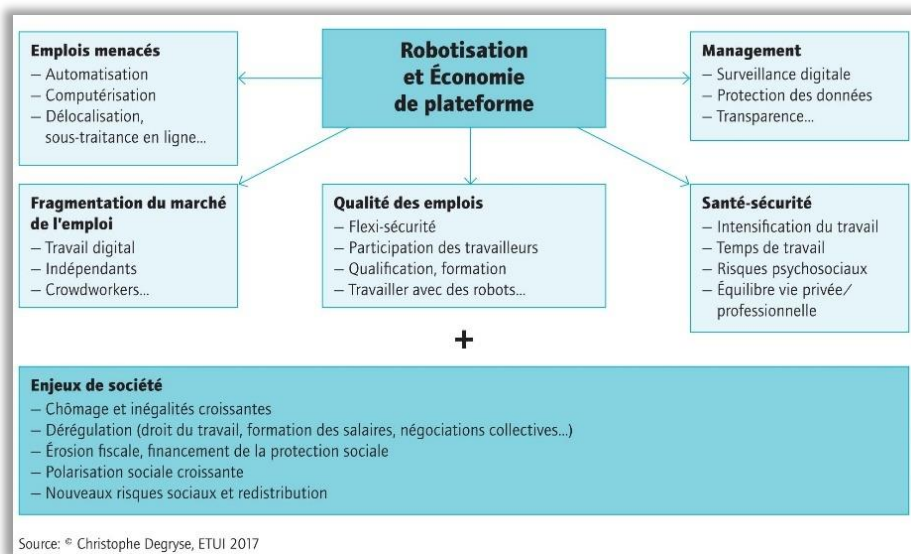 Emplois menacés
– Automatisation
– Computérisation
– Délocalisation,
sous-traitance en ligne...
Robotisation
et Économie
de plateforme
Management
– Surveillance digitale
– Protection des données
– Transparence...
Fragmentation du marché
de l'emploi
– Travail digital
– Indépendants
– Crowdworkers...
Qualité des emplois
– Flexi-sécurité
– Participation des travailleurs
– Qualification, formation
– Travailler avec des robots...
Santé-sécurité
– Intensification du travail
– Temps de travail
– Risques psychosociaux
– Équilibre vie privée/
professionnelle
+
Enjeux de société
– Chômage et inégalités croissantes
– Dérégulation (droit du travail, formation des salaires, négociations collectives...)
– Érosion fiscale, financement de la protection sociale
– Polarisation sociale croissante
– Nouveaux risques sociaux et redistribution
Source: © Christophe Degryse, ETUI 2017